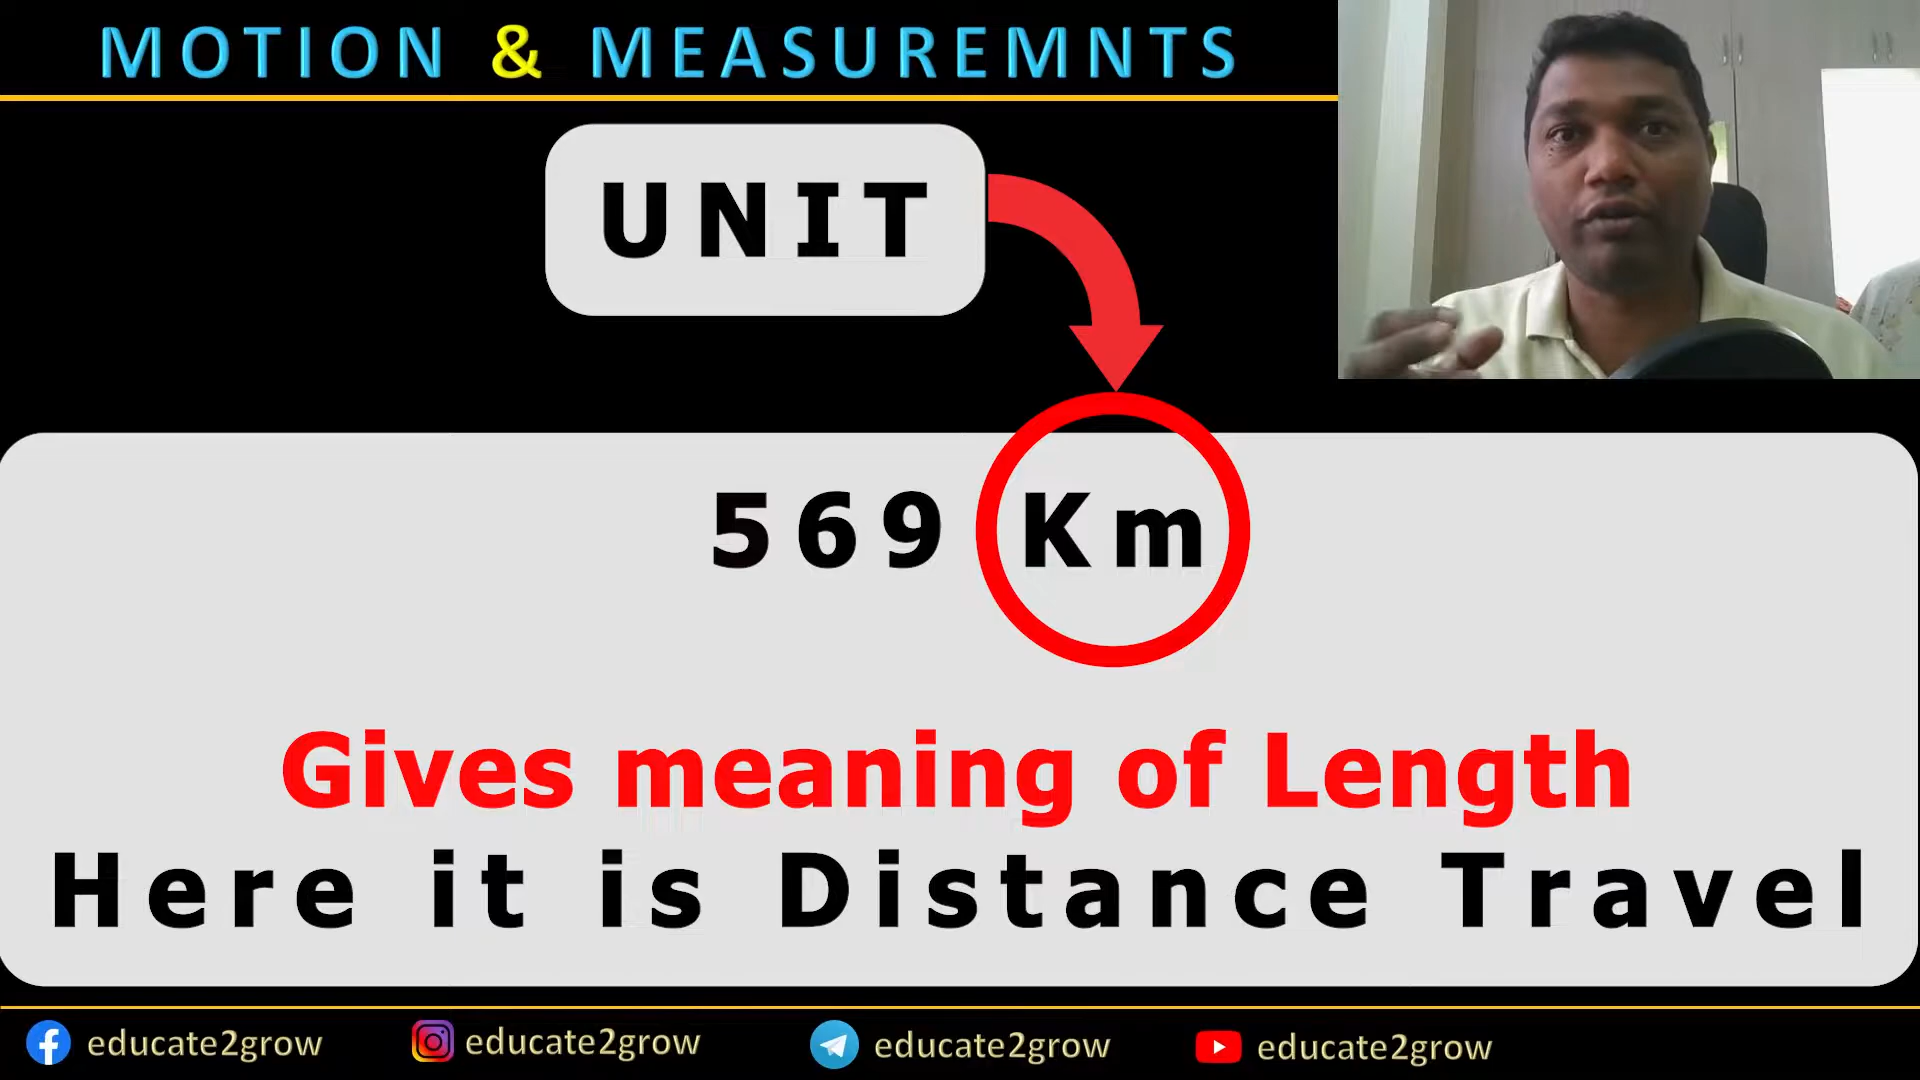 MOTION & MEASUREMNTS
UNIT
569 Km
Gives meaning of Length
Here it is Distance Travel
educate2grow educate2grow educate2grow educate2grow